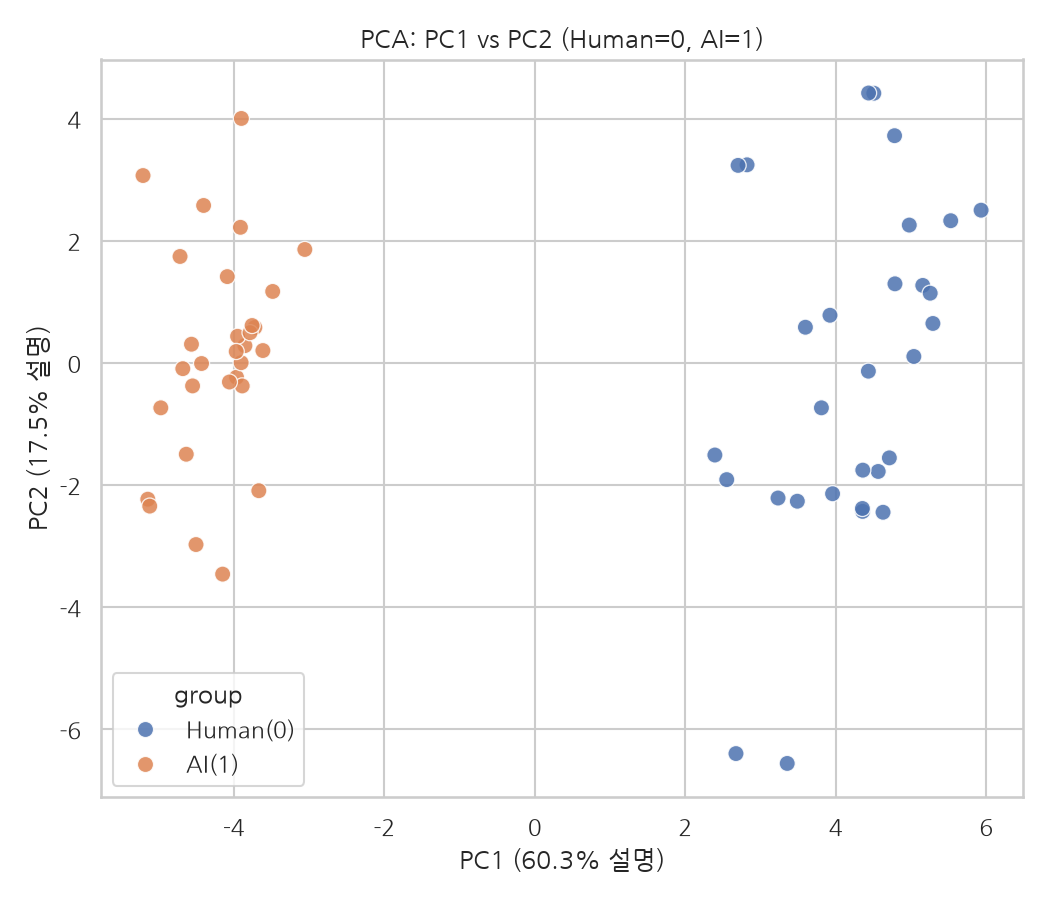 PCA: PC1 vs PC2 (Human=0, AI=1)
PC2 (17.5% 설명)
4
2
0
-2
-4
-6
group
Human(0)
AI(1)
-4
-2
0
2
4
6
PC1 (60.3% 설명)